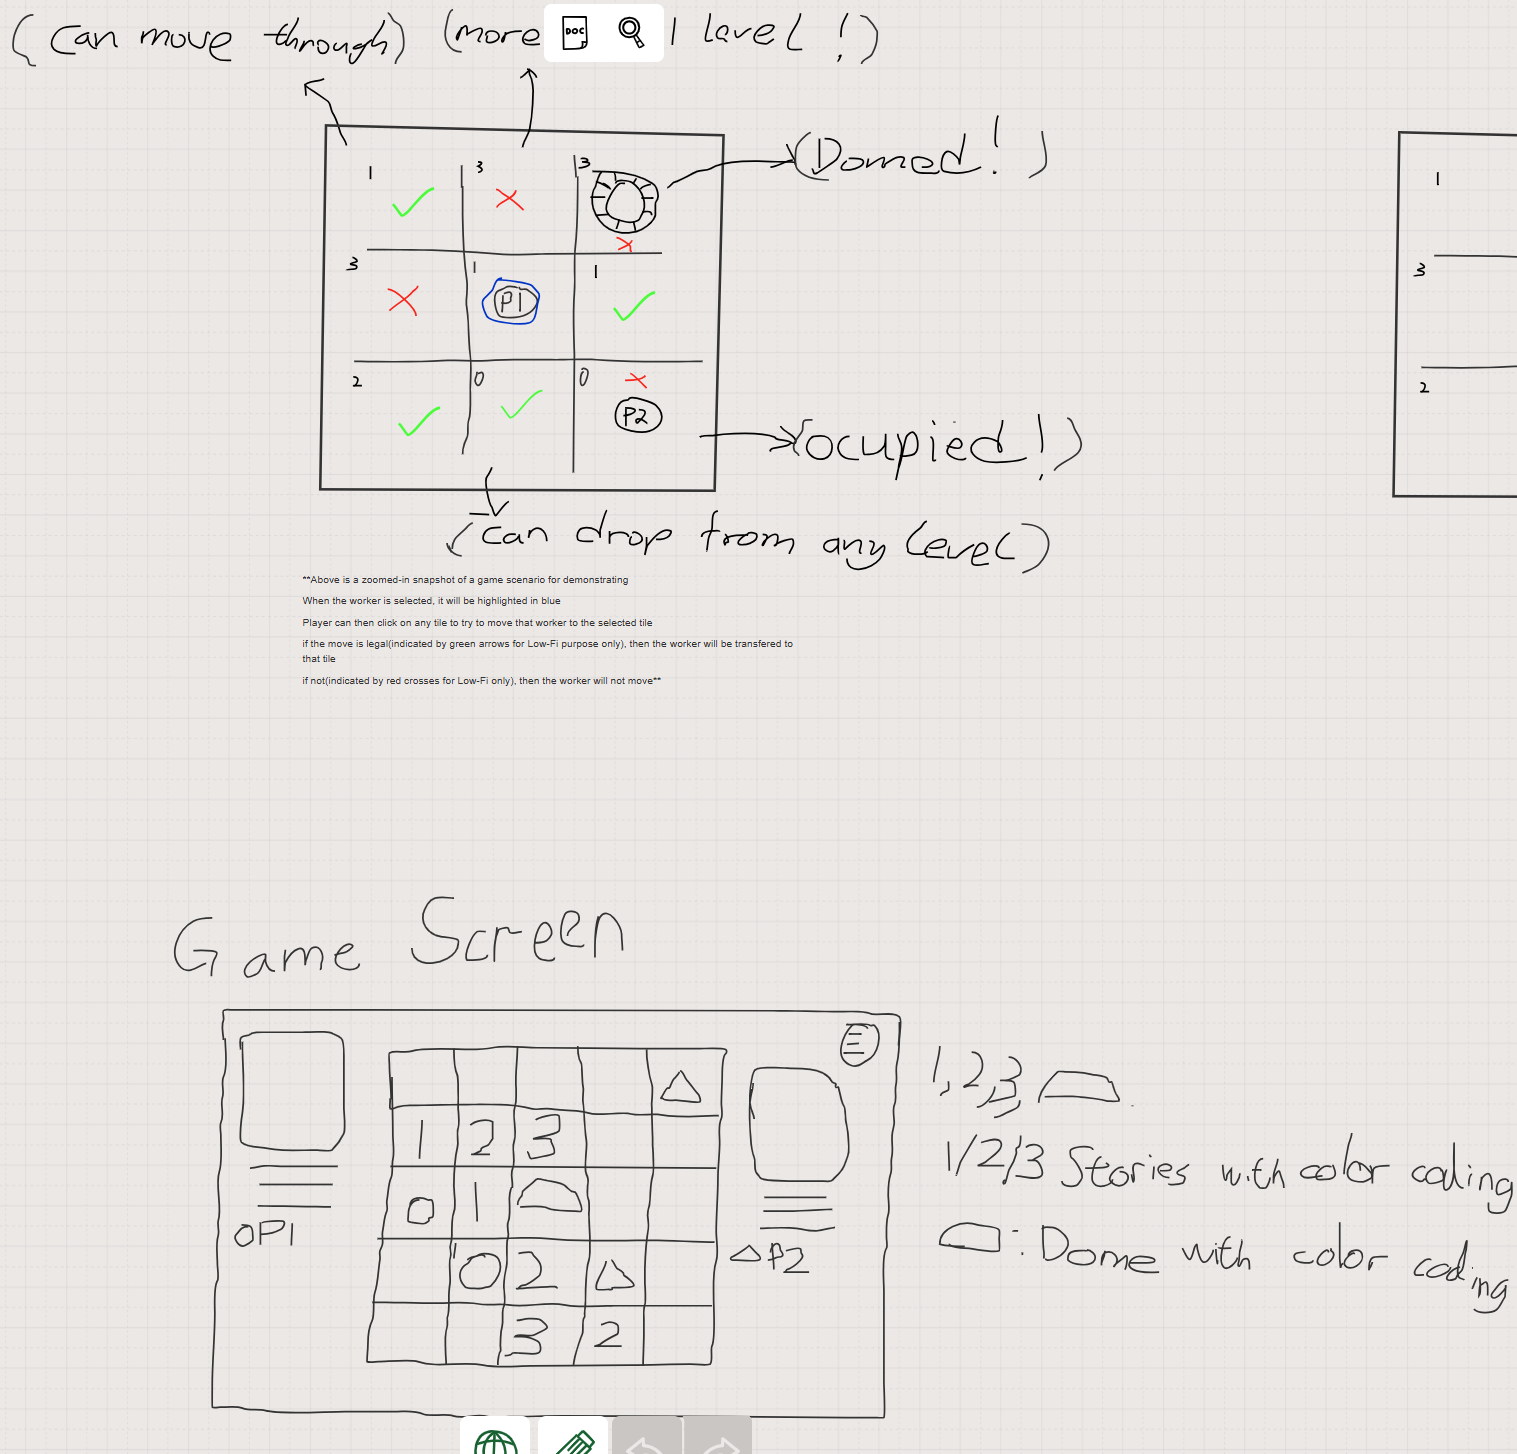 (can move through) (more 1 level!)
DOC
(Domed!)
1 3 3
3 1 1
P1
2 0 0
P2
(ocupied!)
(can drop from any level)
1
3
2
**Above is a zoomed-in snapshot of a game scenario for demonstrating
When the worker is selected, it will be highlighted in blue
Player can then click on any tile to try to move that worker to the selected tile
if the move is legal(indicated by green arrows for Low-Fi purpose only), then the worker will be transfered to
that tile
if not(indicated by red crosses for Low-Fi only), then the worker will not move**
Game Screen
1 2 3
1
2
3 2
P1
P2
1,2,3,
1/2/3 Stories with color coding
: Dome with color coding